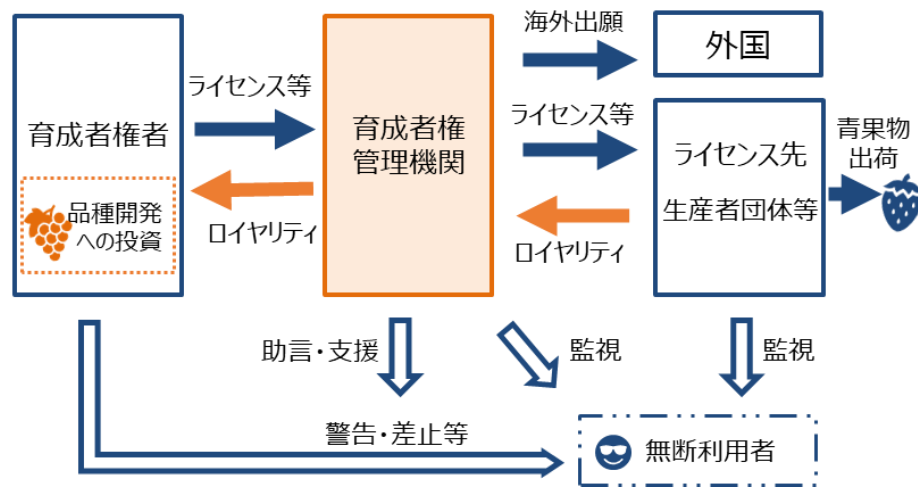 海外出願
外国
ライセンス等
ライセンス等
青果物
出荷
育成者権者
育成者権
管理機関
ライセンス先
生産者団体等
品種開発
への投資
ロイヤリティ
ロイヤリティ
助言・支援
監視
監視
警告・差止等
無断利用者